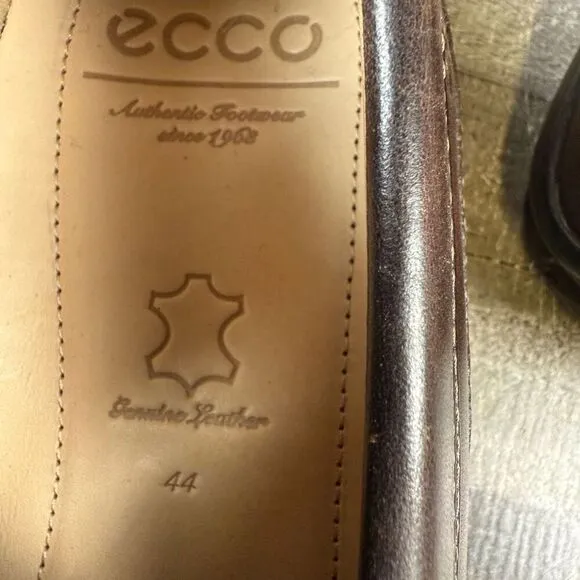 ecco
Authentic Footwear
since 1963
Genuine Leather
44